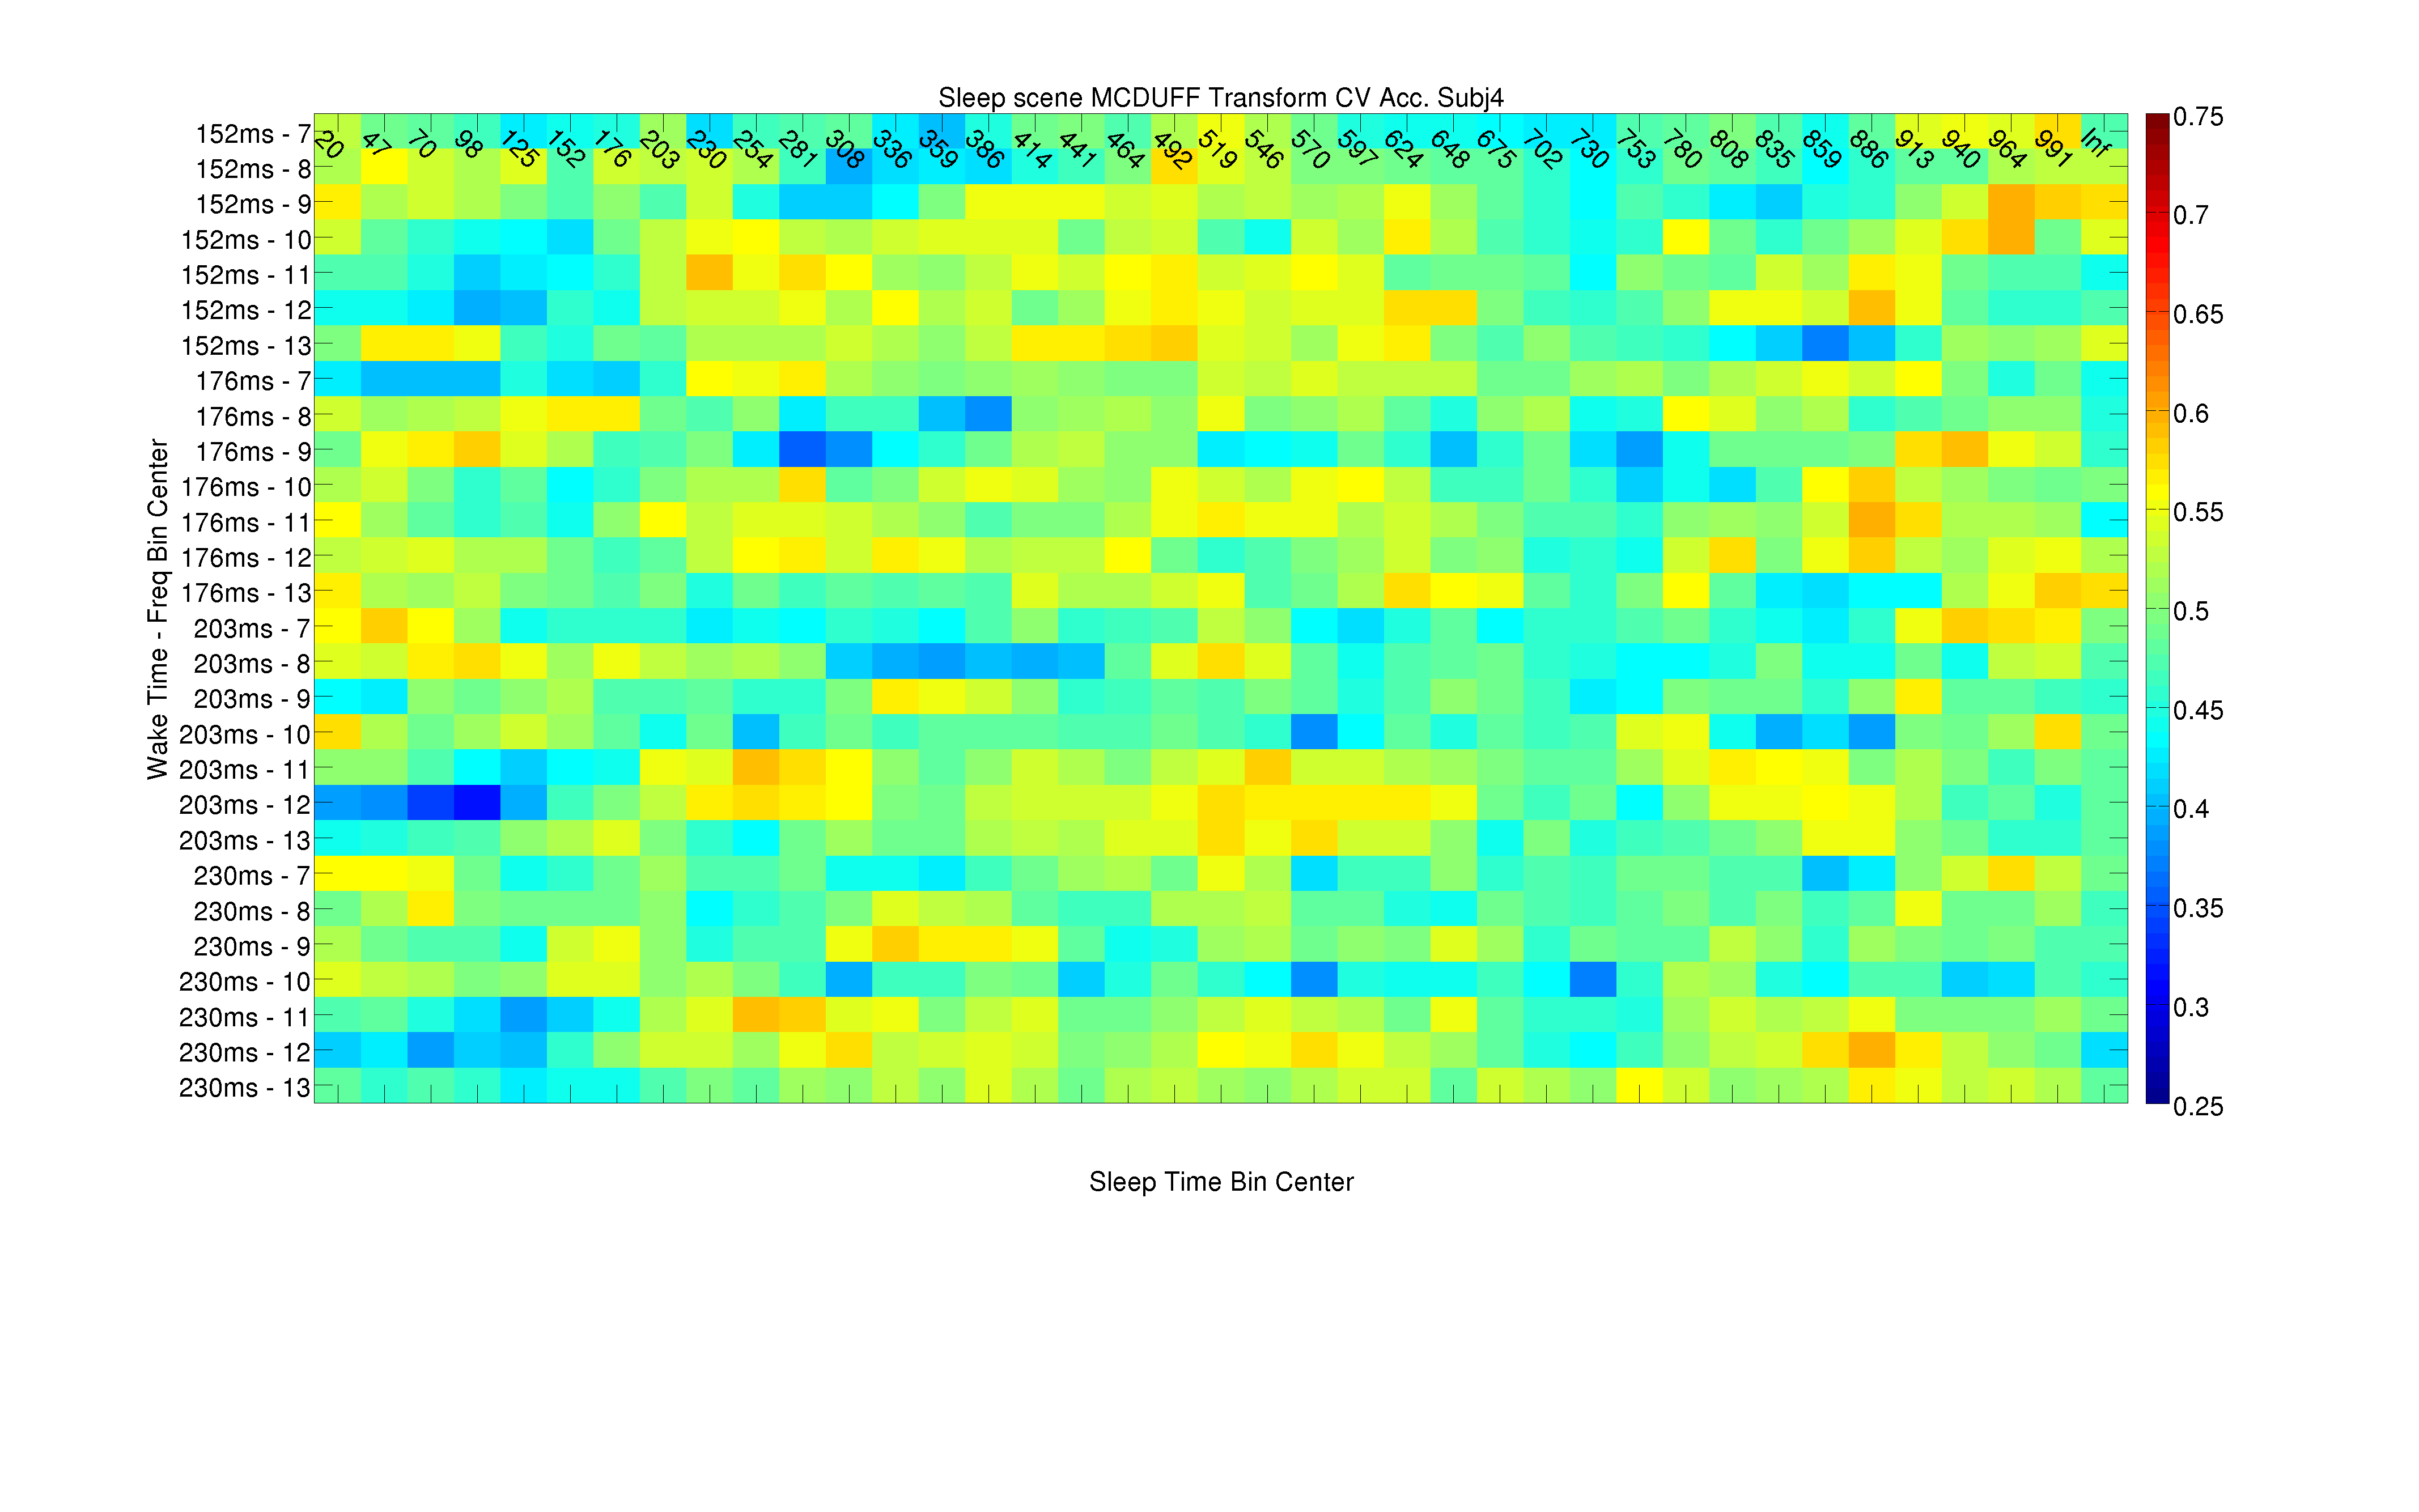 Sleep scene MCDUFF Transform CV Acc. Subj4
20 47 70 98 125 152 176 203 230 254 281 308 336 359 386 414 441 464 492 519 546 570 597 624 648 675 702 730 753 780 808 835 859 886 913 940 964 991 Inf
152ms - 7
152ms - 8
152ms - 9
152ms - 10
152ms - 11
152ms - 12
152ms - 13
176ms - 7
176ms - 8
176ms - 9
176ms - 10
176ms - 11
176ms - 12
176ms - 13
203ms - 7
203ms - 8
203ms - 9
203ms - 10
203ms - 11
203ms - 12
203ms - 13
230ms - 7
230ms - 8
230ms - 9
230ms - 10
230ms - 11
230ms - 12
230ms - 13
Wake Time - Freq Bin Center
Sleep Time Bin Center
0.75
0.7
0.65
0.6
0.55
0.5
0.45
0.4
0.35
0.3
0.25